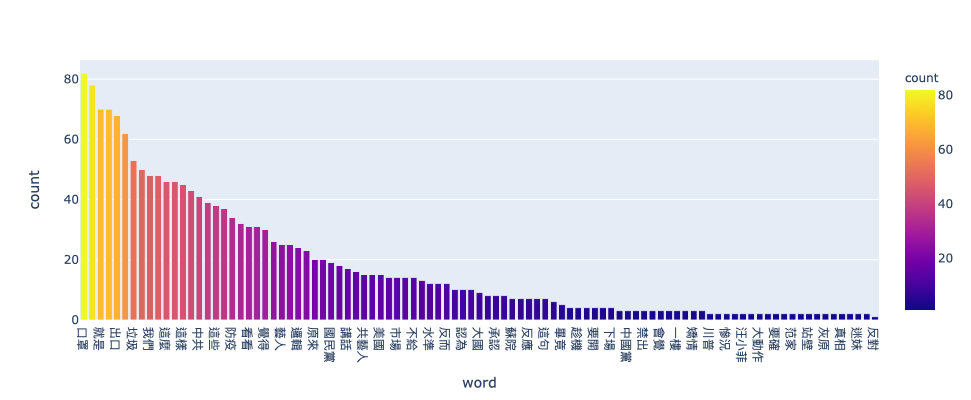 count
80
60
40
20
0
口罩
就是
出口
垃圾
我們
這麼
這樣
中共
這些
防疫
看看
覺得
藝人
邏輯
原來
國民黨
講話
共藝人
美國
市場
不給
水準
反而
認為
大國
承認
蘇院
反應
這句
畢竟
趁機
要開
下場
中國黨
禁出
會覺
一樓
矯情
川普
慘況
汪小菲
大動作
要確
范家
站壁
灰原
真相
迷妹
反對
word
count
80
60
40
20